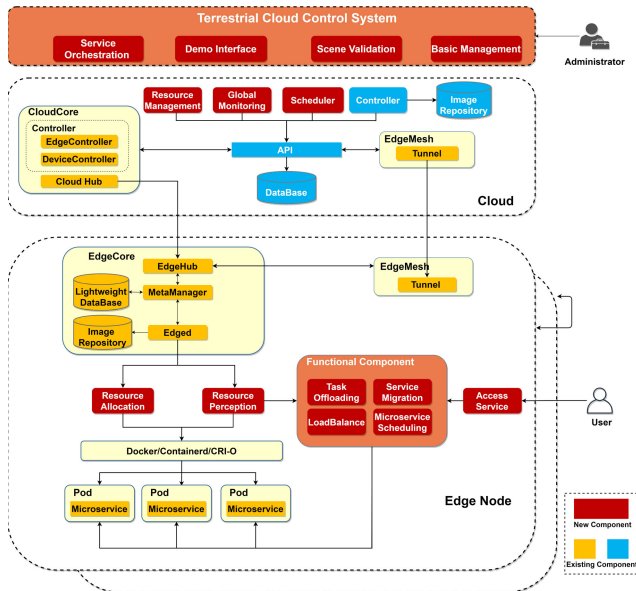 Terrestrial Cloud Control System
Service
Orchestration
Demo Interface
Scene Validation
Basic Management
Administrator
CloudCore
Controller
EdgeController
DeviceController
Cloud Hub
Resource
Management
Global
Monitoring
Scheduler
Controller
Image
Repository
API
DataBase
EdgeMesh
Tunnel
Cloud
EdgeCore
EdgeHub
Lightweight
DataBase
MetaManager
Image
Repository
Edged
EdgeMesh
Tunnel
Resource
Allocation
Resource
Perception
Functional Component
Task
Offloading
Service
Migration
LoadBalance
Microservice
Scheduling
Access
Service
User
Docker/Containerd/CRI-O
Pod
Microservice
Pod
Microservice
Pod
Microservice
Edge Node
New Component
Existing Component